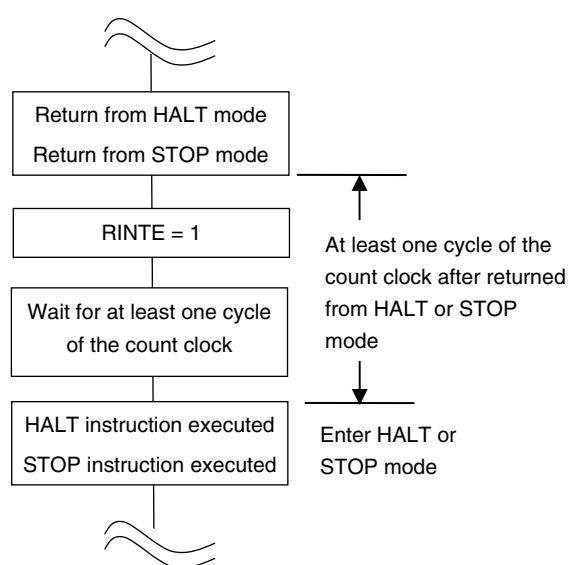 Return from HALT mode
Return from STOP mode
RINTE = 1
At least one cycle of the
count clock after returned
from HALT or STOP
mode
Wait for at least one cycle
of the count clock
HALT instruction executed
STOP instruction executed
Enter HALT or
STOP mode